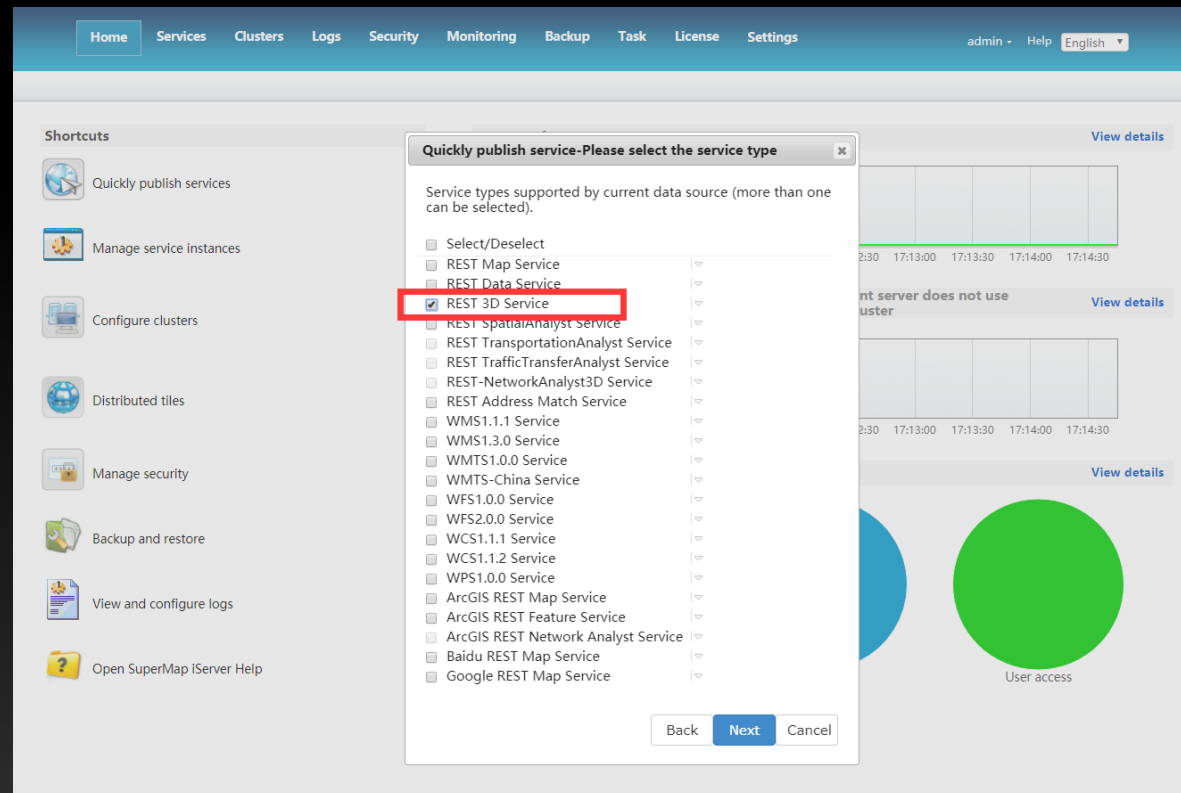 Home Services Clusters Logs Security Monitoring Backup Task License Settings admin Help English
Shortcuts
Quickly publish services
Manage service instances
Configure clusters
Distributed tiles
Manage security
Backup and restore
View and configure logs
Open SuperMap iServer Help
Quickly publish service-Please select the service type
Service types supported by current data source (more than one
can be selected).
Select/Deselect
REST Map Service
REST Data Service
REST 3D Service
REST SpatialAnalyst Service
REST TransportationAnalyst Service
REST TrafficTransferAnalyst Service
REST-NetworkAnalyst3D Service
REST Address Match Service
WMS1.1.1 Service
WMS1.3.0 Service
WMTS1.0.0 Service
WMTS-China Service
WFS1.0.0 Service
WFS2.0.0 Service
WCS1.1.1 Service
WCS1.1.2 Service
WPS1.0.0 Service
ArcGIS REST Map Service
ArcGIS REST Feature Service
ArcGIS REST Network Analyst Service
Baidu REST Map Service
Google REST Map Service
Back Next Cancel
View details
2:30 17:13:00 17:13:30 17:14:00 17:14:30
nt server does not use
uster
View details
2:30 17:13:00 17:13:30 17:14:00 17:14:30
View details
User access